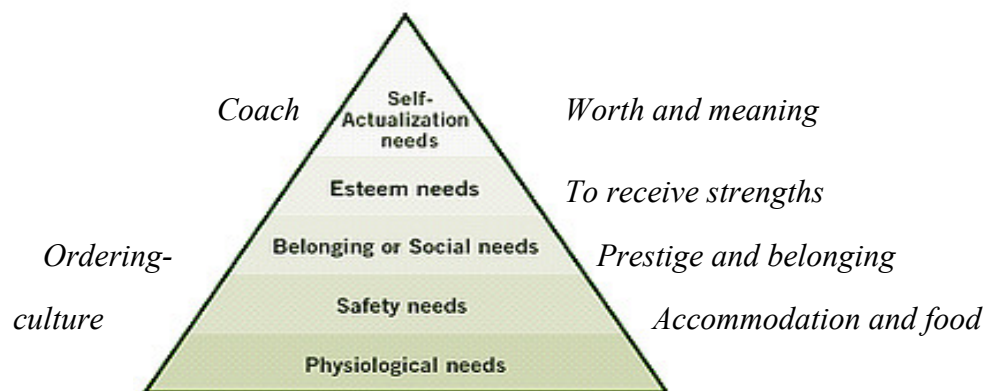 Coach
Self-
Actualization
needs
Worth and meaning
Esteem needs
To receive strengths
Ordering-
culture
Belonging or Social needs
Prestige and belonging
Safety needs
Accommodation and food
Physiological needs